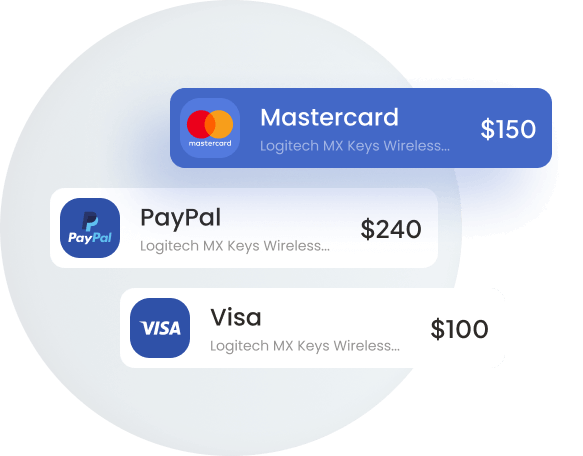 Mastercard
Logitech MX Keys Wireless...
$150
mastercard
PayPal
Logitech MX Keys Wireless...
$240
PayPal
Visa
Logitech MX Keys Wireless...
$100
VISA